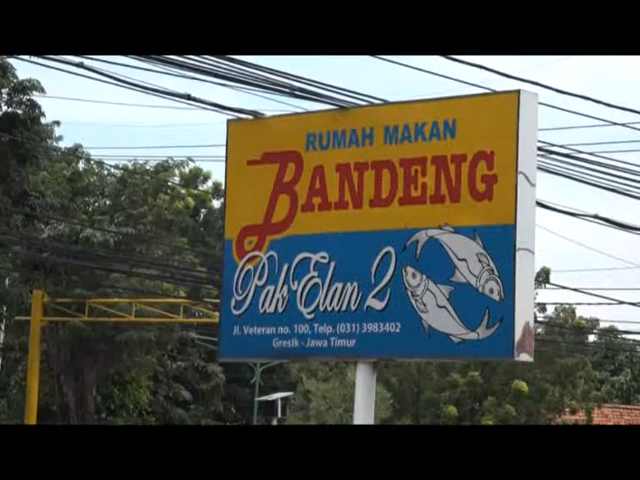 RUMAH MAKAN
BANDENG
Pak Elan 2
JL. Veteran no. 100, Telp. (031) 3983402
GRESIK - JAWA TIMUR